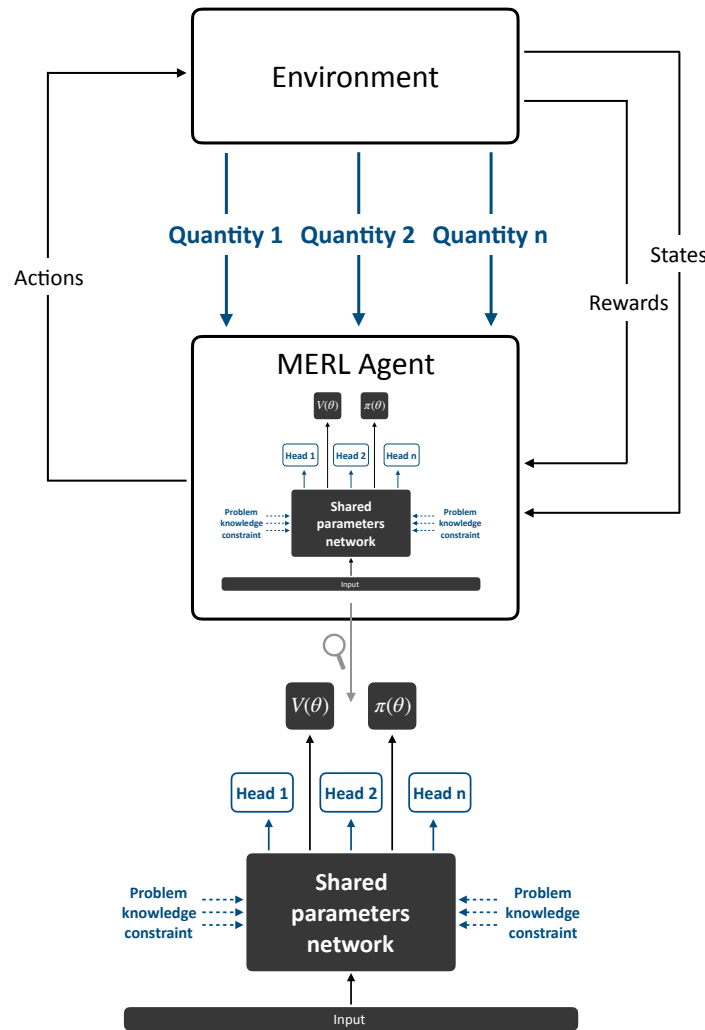 Environment
Quantity 1
Quantity 2
Quantity n
States
Actions
Rewards
MERL Agent
V(θ)
π(θ)
Head 1
Head 2
Head n
Problem
knowledge
constraint
Shared
parameters
network
Problem
knowledge
constraint
Input
V(θ)
π(θ)
Head 1
Head 2
Head n
Problem
knowledge
constraint
Shared
parameters
network
Problem
knowledge
constraint
Input